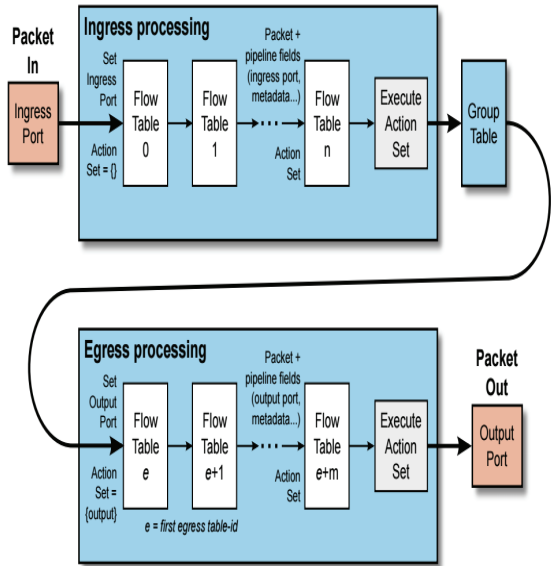 Packet
In
Ingress
Port
Ingress processing
Set
Ingress
Port
Action
Set = {}
Flow
Table
0
Flow
Table
1
Packet +
pipeline fields
(ingress port,
metadata...)
Action
Set
Flow
Table
n
Execute
Action
Set
Group
Table
Egress processing
Set
Output
Port
Action
Set =
{output}
Flow
Table
e
Flow
Table
e+1
e = first egress table-id
Packet +
pipeline fields
(output port,
metadata...)
Action
Set
Flow
Table
e+m
Execute
Action
Set
Packet
Out
Output
Port